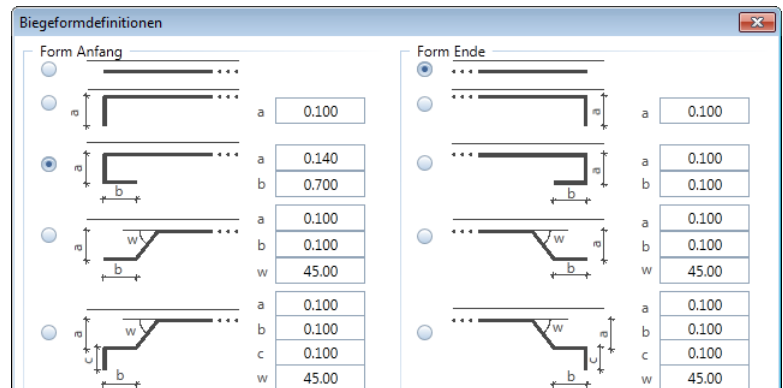 Biegeformdefinitionen
Form Anfang
a
a 0.100
a
b
a 0.140
b 0.700
a
w
b
a 0.100
b 0.100
w 45.00
a
w
c
b
a 0.100
b 0.100
c 0.100
w 45.00
Form Ende
a
a 0.100
a
b
a 0.100
b 0.100
w
a
b
a 0.100
b 0.100
w 45.00
w
a
c
b
a 0.100
b 0.100
c 0.100
w 45.00